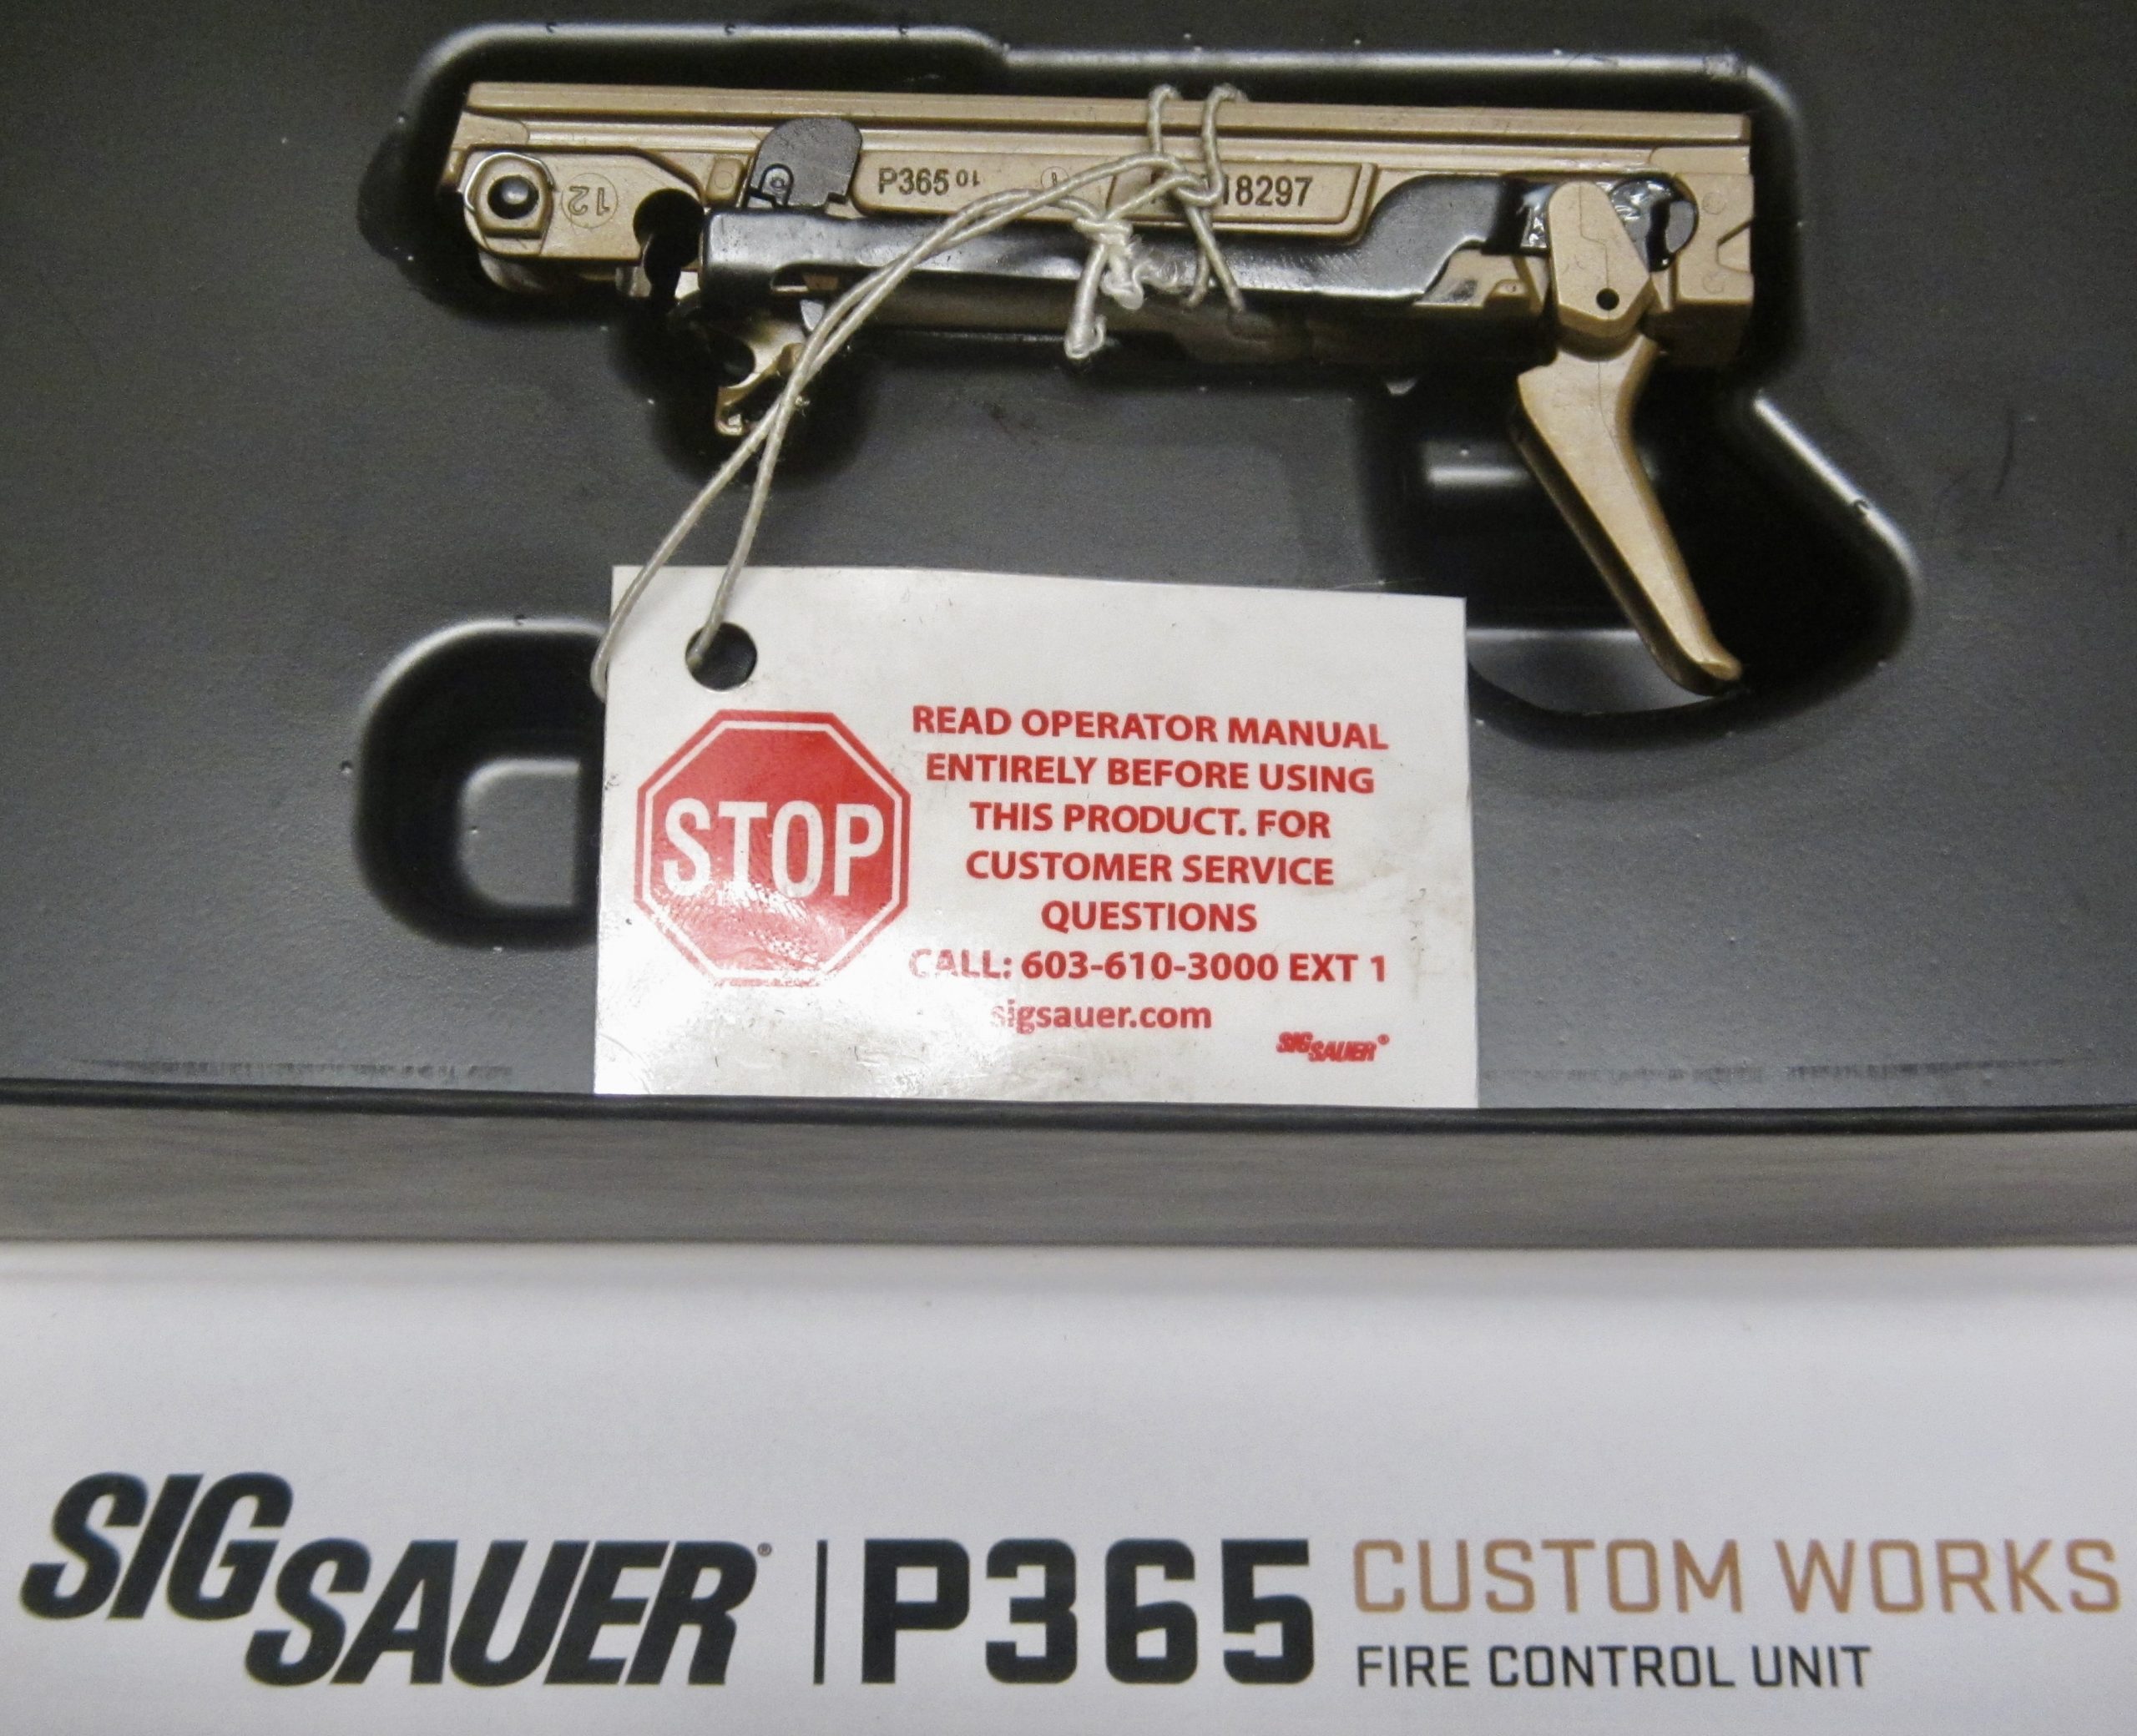 P365 10
18297
12
READ OPERATOR MANUAL
ENTIRELY BEFORE USING
THIS PRODUCT. FOR
CUSTOMER SERVICE
QUESTIONS
CALL: 603-610-3000 EXT 1
sigsauer.com
STOP
SIG SAUER®
SIG SAUER® | P365 CUSTOM WORKS
FIRE CONTROL UNIT